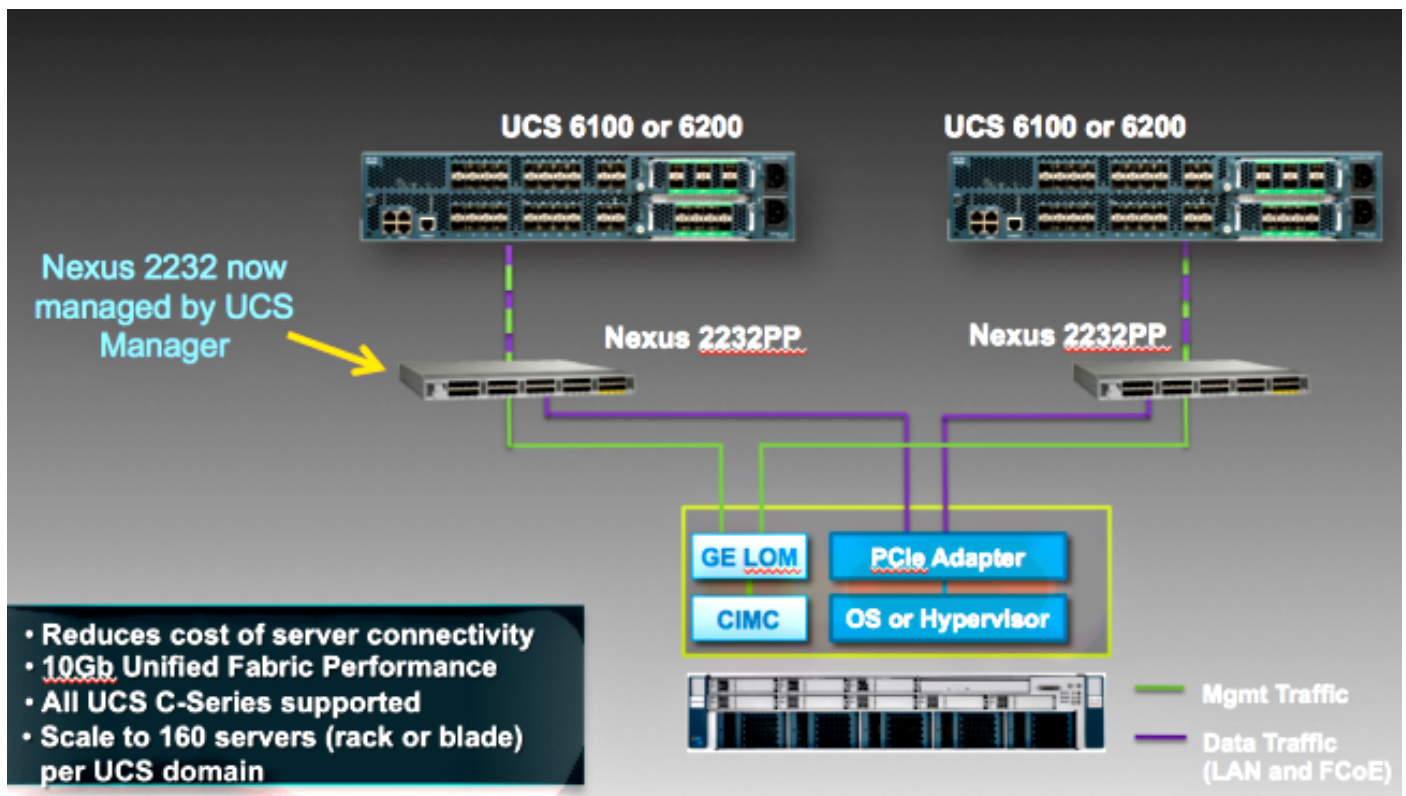 UCS 6100 or 6200
UCS 6100 or 6200
Nexus 2232 now
managed by UCS
Manager
Nexus 2232PP
Nexus 2232PP
GE LOM
PCIe Adapter
CIMC
OS or Hypervisor
• Reduces cost of server connectivity
• 10Gb Unified Fabric Performance
• All UCS C-Series supported
• Scale to 160 servers (rack or blade)
per UCS domain
Mgmt Traffic
Data Traffic
(LAN and FCoE)